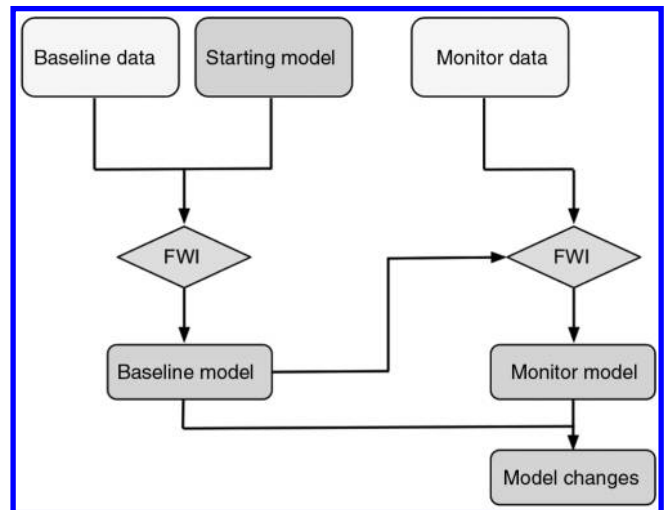 Baseline data
Starting model
Monitor data
FWI
FWI
Baseline model
Monitor model
Model changes